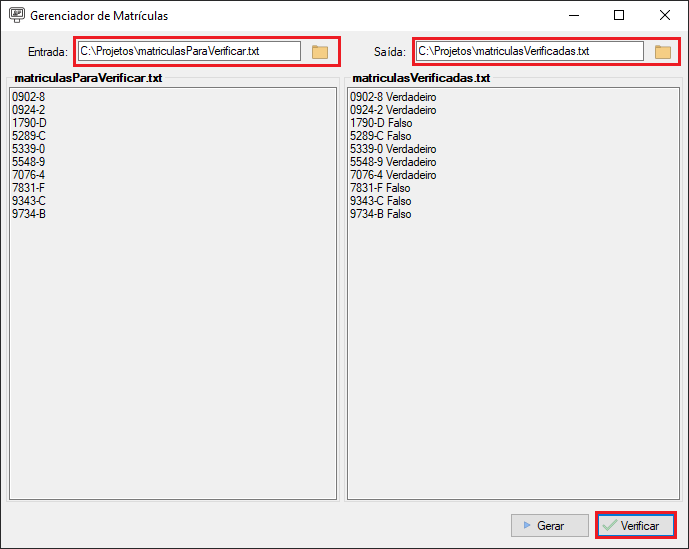 Gerenciador de Matrículas
Entrada: C:\Projetos\matriculasParaVerificar.txt
Saída: C:\Projetos\matriculasVerificadas.txt
matriculasParaVerificar.txt
0902-8
0924-2
1790-D
5289-C
5339-0
5548-9
7076-4
7831-F
9343-C
9734-B
matriculasVerificadas.txt
0902-8 Verdadeiro
0924-2 Verdadeiro
1790-D Falso
5289-C Falso
5339-0 Verdadeiro
5548-9 Verdadeiro
7076-4 Verdadeiro
7831-F Falso
9343-C Falso
9734-B Falso
Gerar
Verificar